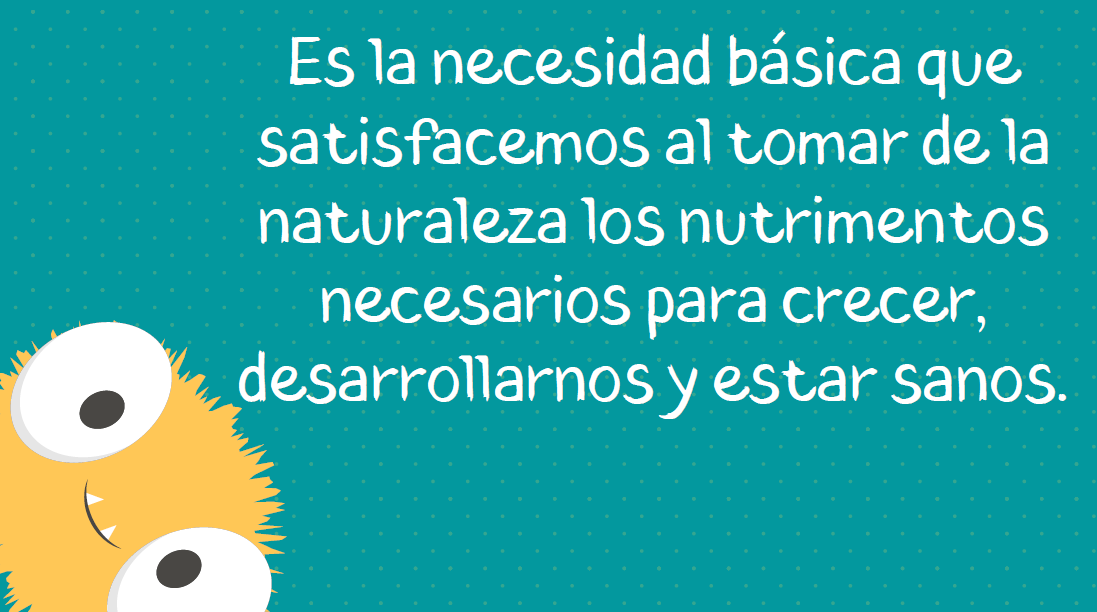 Es la necesidad básica que
satisfacemos al tomar de la
naturaleza los nutrimentos
necesarios para crecer,
desarrollarnos y estar sanos.